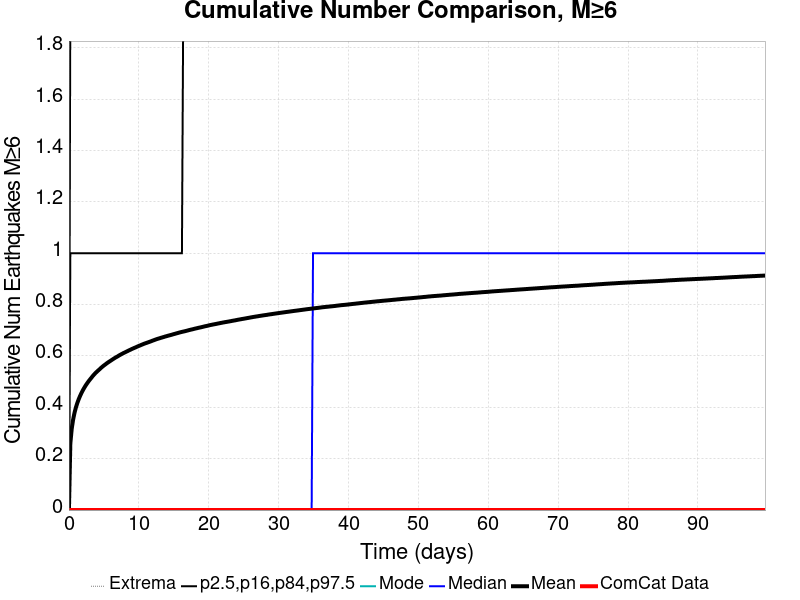 Cumulative Number Comparison, M≥6
Cumulative Num Earthquakes M≥6
1.8
1.6
1.4
1.2
1
0.8
0.6
0.4
0.2
0
0 10 20 30 40 50 60 70 80 90
Time (days)
Extrema p2.5,p16,p84,p97.5 Mode Median Mean ComCat Data